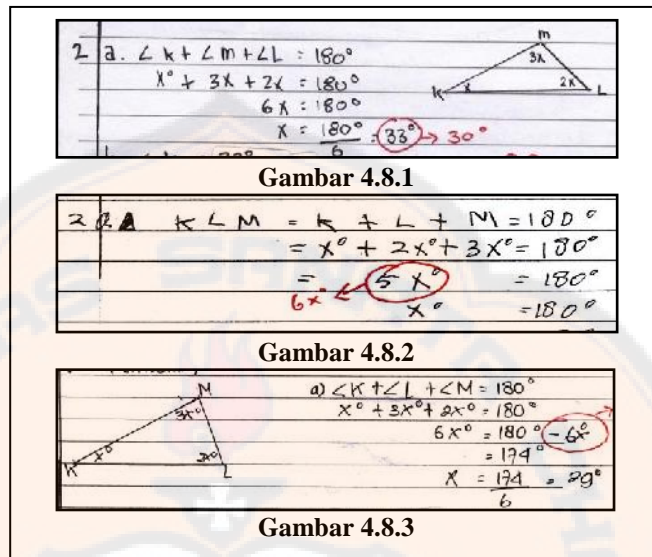 2 a. ∠K + ∠M + ∠L = 180°
x° + 3x + 2x = 180°
6x = 180°
x = 180°/6 = 33° → 30°
M
3x
K x 2x L
Gambar 4.8.1
2 a KLM = K + L + M = 180°
= x° + 2x° + 3x° = 180°
= 5x° = 180°
6x° ←
x° = 180°
Gambar 4.8.2
a) ∠K + ∠L + ∠M = 180°
x° + 3x° + 2x° = 180°
6x° = 180° - 6x°
= 174°
x = 174/6 = 29°
M
3x°
K x° 2x° L
Gambar 4.8.3